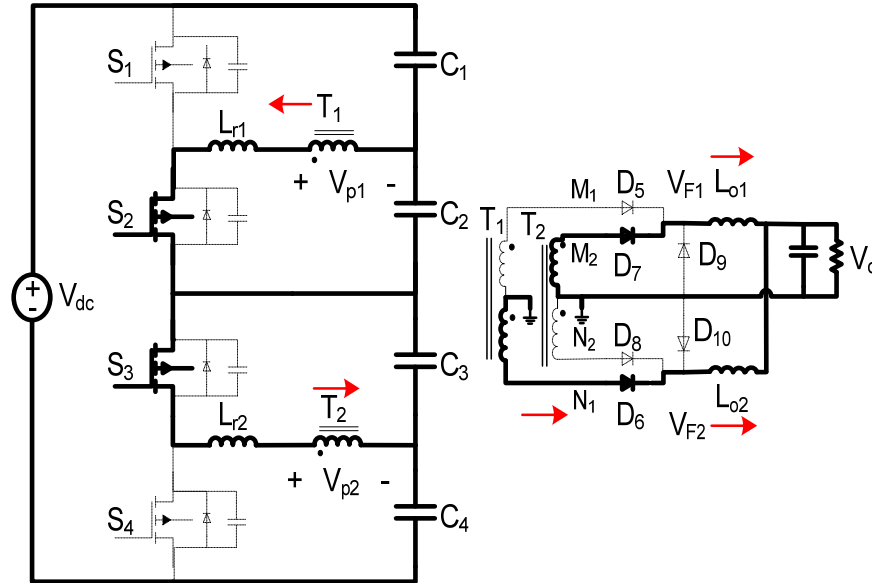 S1
C1
T1
Lr1
+ Vp1 -
S2
C2
+
-
Vdc
S3
C3
T2
Lr2
+ Vp2 -
S4
C4
M1 D5 VF1 Lo1
T1 T2
M2 D7 D9
Vo
N2 D8 D10
N1 D6 VF2 Lo2